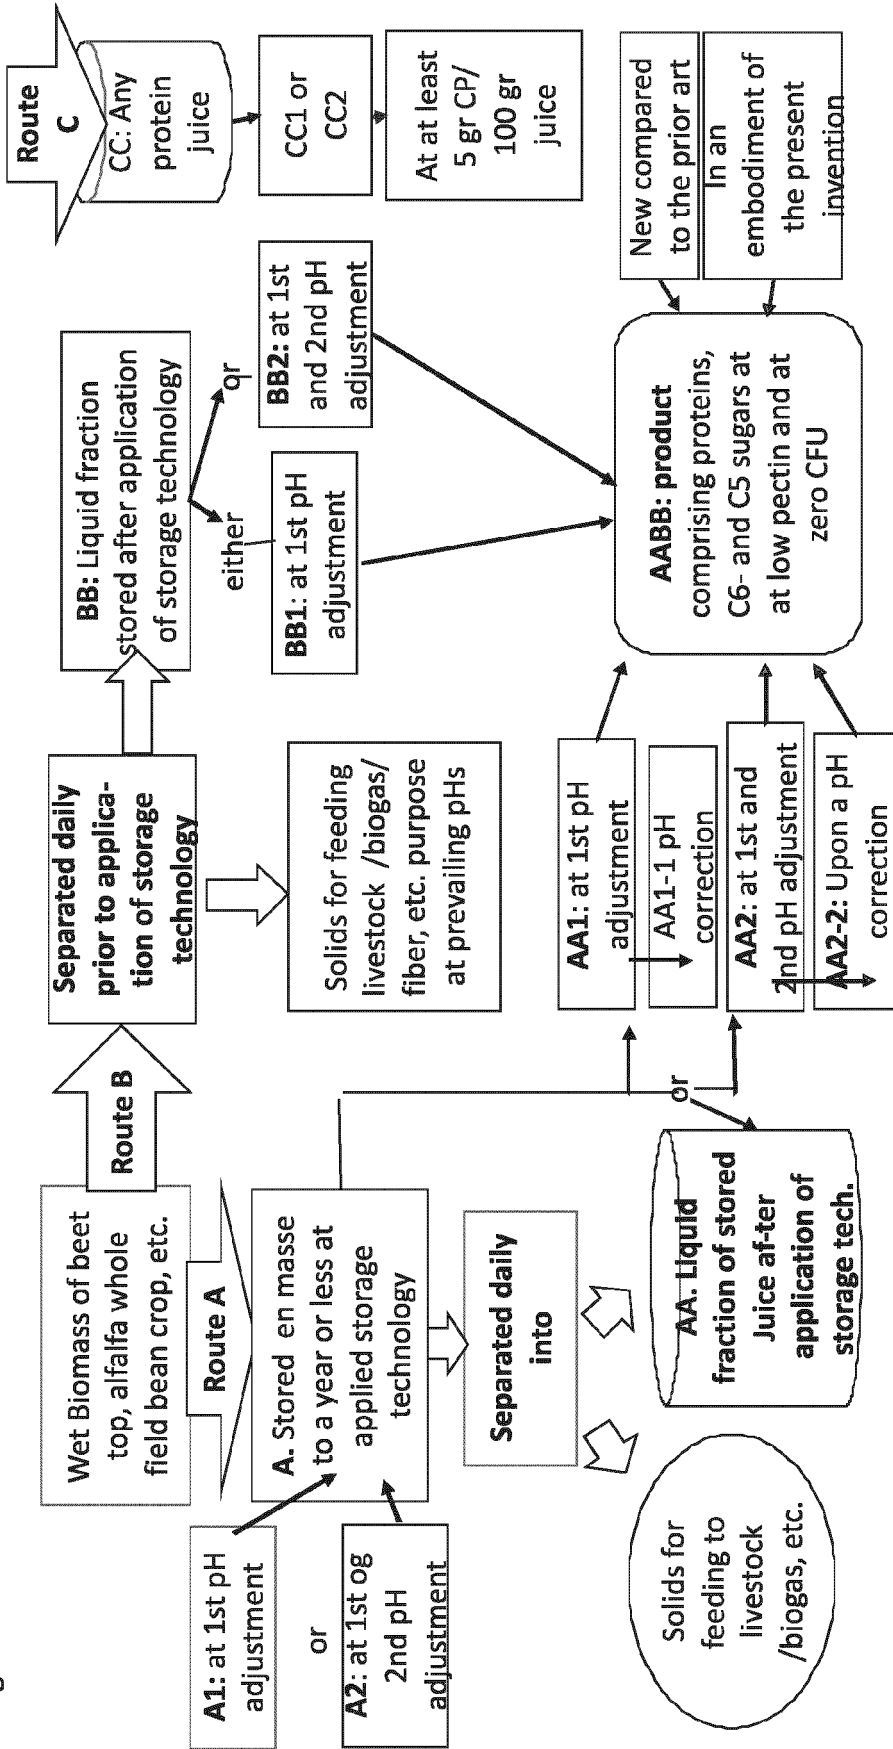 Wet Biomass of beet
top, alfalfa whole
field bean crop, etc.
Route B
Separated daily
prior to applica-
tion of storage
technology
BB: Liquid fraction
stored after application
of storage technology
either
or
BB1: at 1st pH
adjustment
BB2: at 1st
and 2nd pH
adjustment
Route
C
CC: Any
protein
juice
CC1 or
CC2
At at least
5 gr CP/
100 gr
juice
Solids for feeding
livestock /biogas/
fiber, etc. purpose
at prevailing pHs
Route A
A1: at 1st pH
adjustment
or
A2: at 1st og
2nd pH
adjustment
A. Stored en masse
to a year or less at
applied storage
technology
Separated daily
into
Solids for
feeding to
livestock
/biogas, etc.
AA. Liquid
fraction of stored
Juice af-ter
application of
storage tech.
or
AA1: at 1st pH
adjustment
AA1-1 pH
correction
AA2: at 1st and
2nd pH adjustment
AA2-2: Upon a pH
correction
AABB: product
comprising proteins,
C6- and C5 sugars at
at low pectin and at
zero CFU
New compared
to the prior art
In an
embodiment of
the present
invention